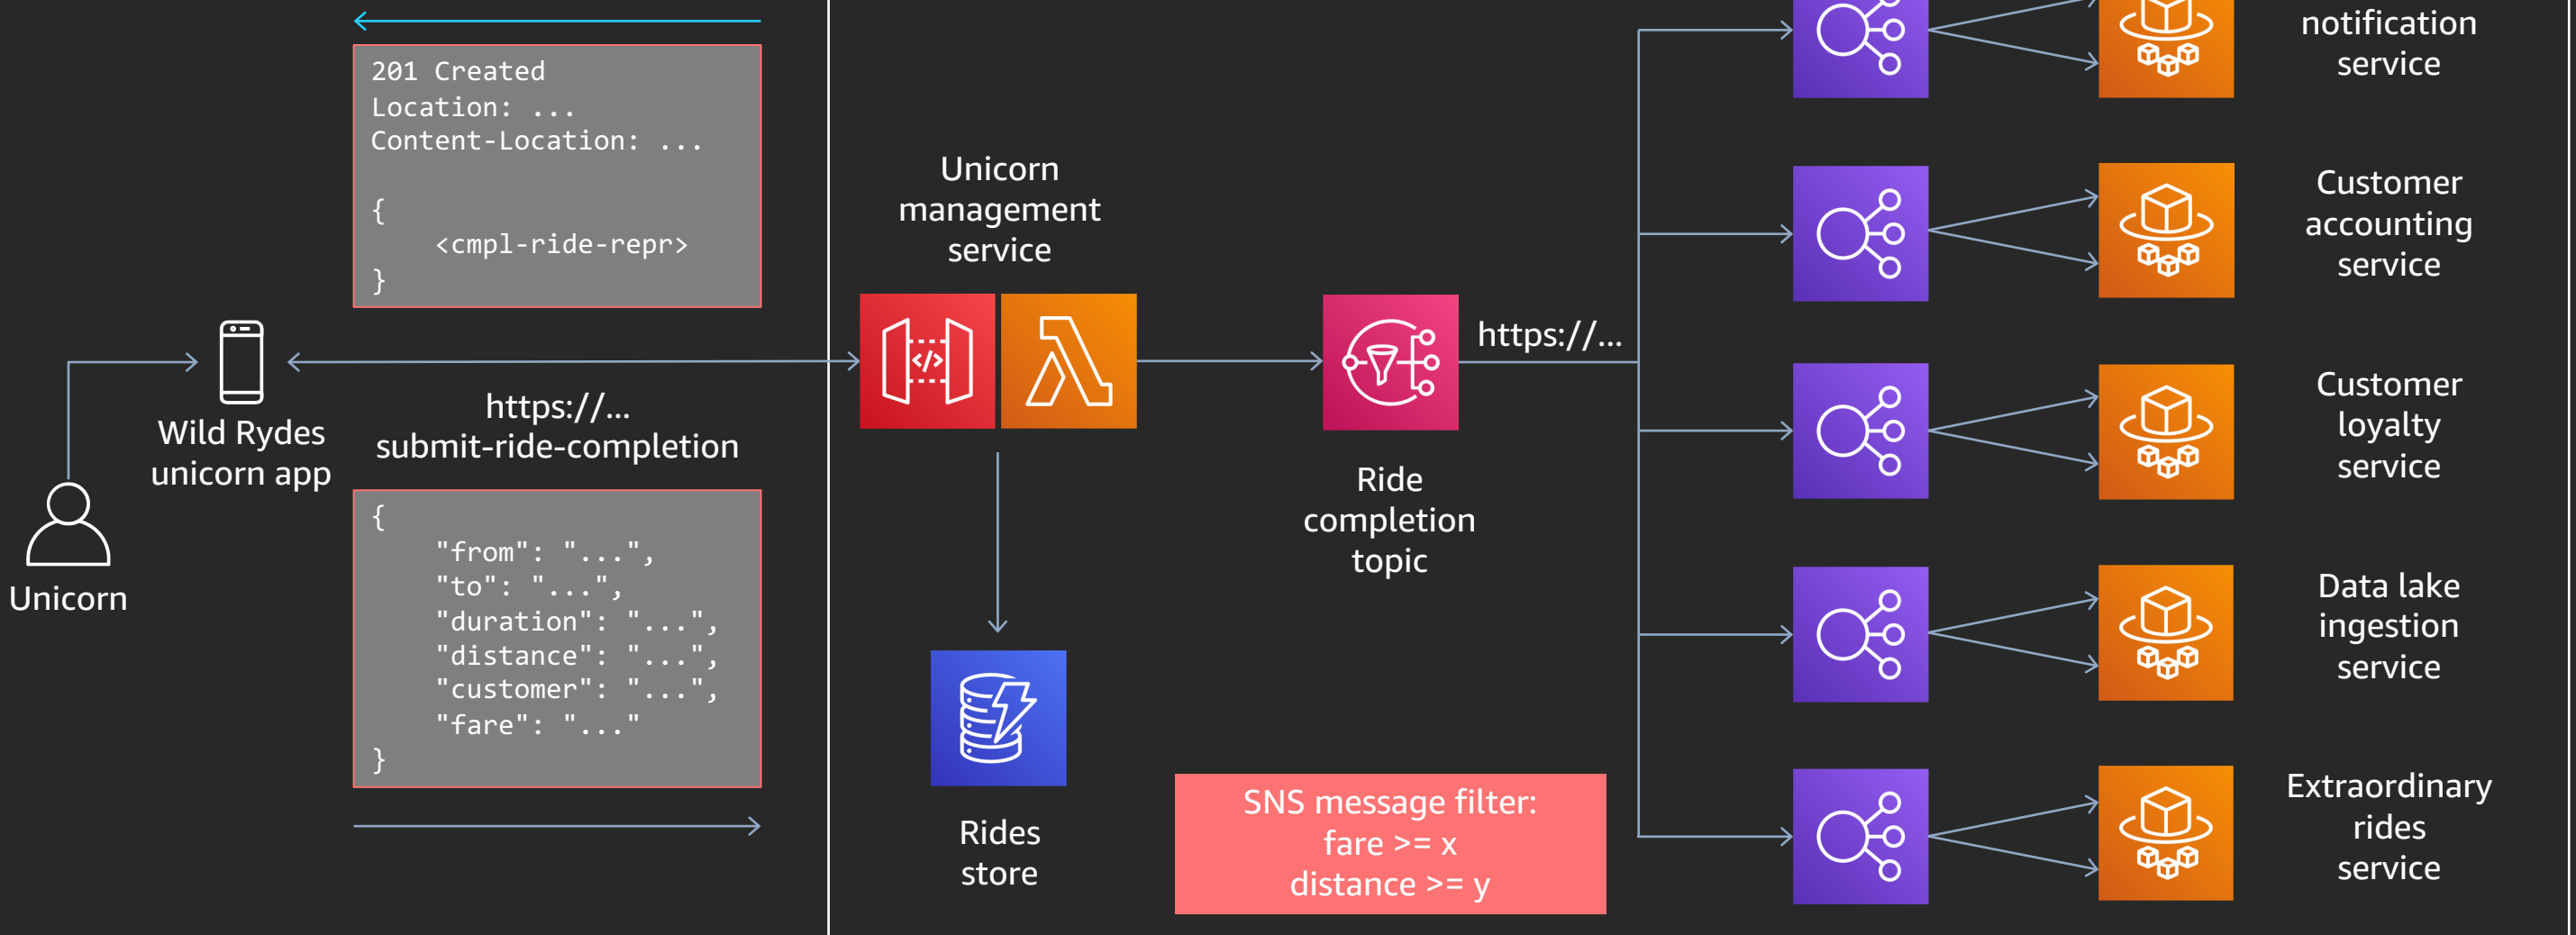 201 Created
Location: ...
Content-Location: ...
{
<cmpl-ride-repr>
}
Wild Rydes
unicorn app
Unicorn
https://...
submit-ride-completion
{
"from": "...",
"to": "...",
"duration": "...",
"distance": "...",
"customer": "...",
"fare": "..."
}
Unicorn
management
service
</>
Rides
store
Ride
completion
topic
https://...
SNS message filter:
fare >= x
distance >= y
notification
service
Customer
accounting
service
Customer
loyalty
service
Data lake
ingestion
service
Extraordinary
rides
service